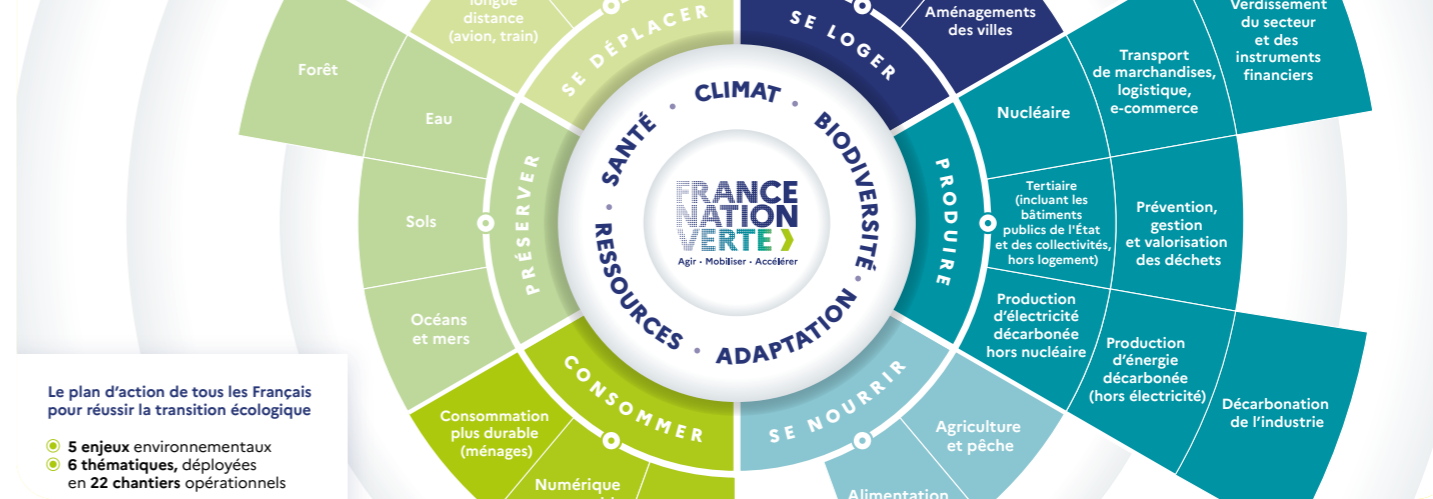 longue
distance
(avion, train)
SE DÉPLACER
SE LOGER
Aménagements
des villes
Verdissement
du secteur
et des
instruments
financiers
Transport
de marchandises,
logistique,
e-commerce
Nucléaire
Forêt
Eau
Sols
Océans
et mers
PRÉSERVER
CLIMAT
BIODIVERSITÉ
ADAPTATION
RESSOURCES
SANTÉ
FRANCE
NATION
VERTE
Agir · Mobiliser · Accélérer
PRODUIRE
Tertiaire
(incluant les
bâtiments
publics de l'État
et des collectivités,
hors logement)
Prévention,
gestion
et valorisation
des déchets
Production
d'électricité
décarbonée
hors nucléaire
Production
d'énergie
décarbonée
(hors électricité)
Décarbonation
de l'industrie
CONSOMMER
SE NOURRIR
Consommation
plus durable
(ménages)
Numérique
Agriculture
et pêche
Alimentation
Le plan d'action de tous les Français
pour réussir la transition écologique
5 enjeux environnementaux
6 thématiques, déployées
en 22 chantiers opérationnels